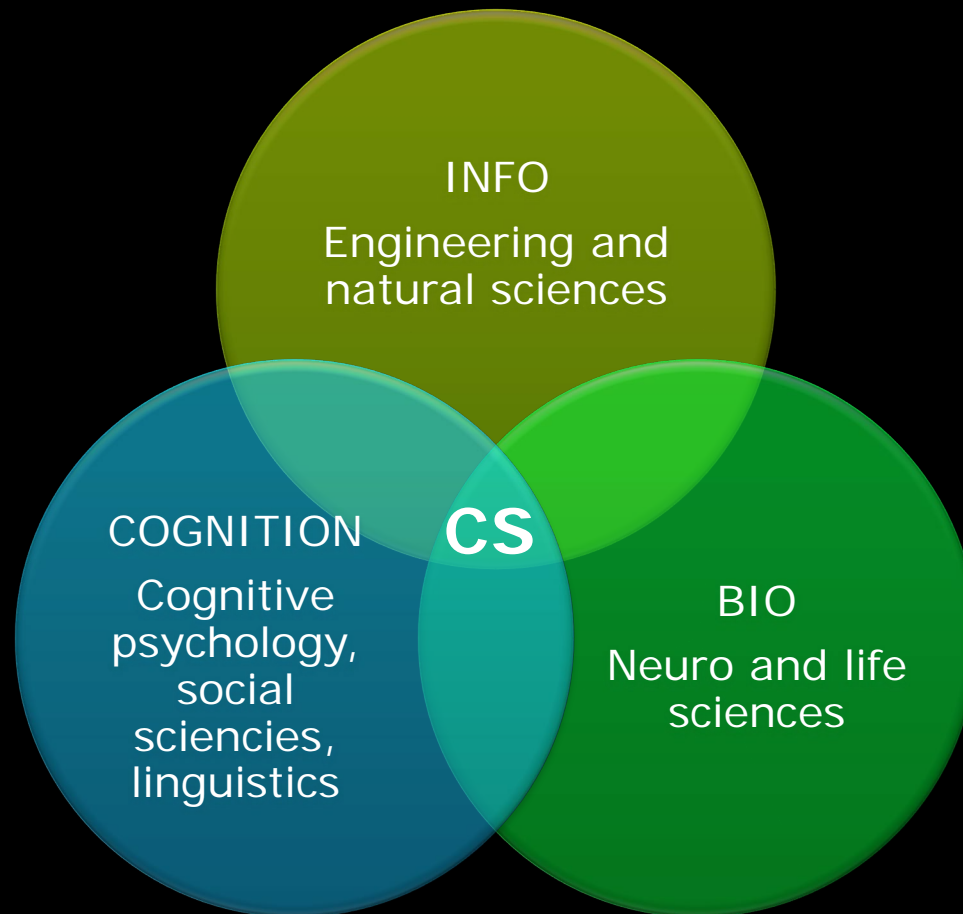 INFO
Engineering and
natural sciences
COGNITION
Cognitive
psychology,
social
sciencies,
linguistics
CS
BIO
Neuro and life
sciences